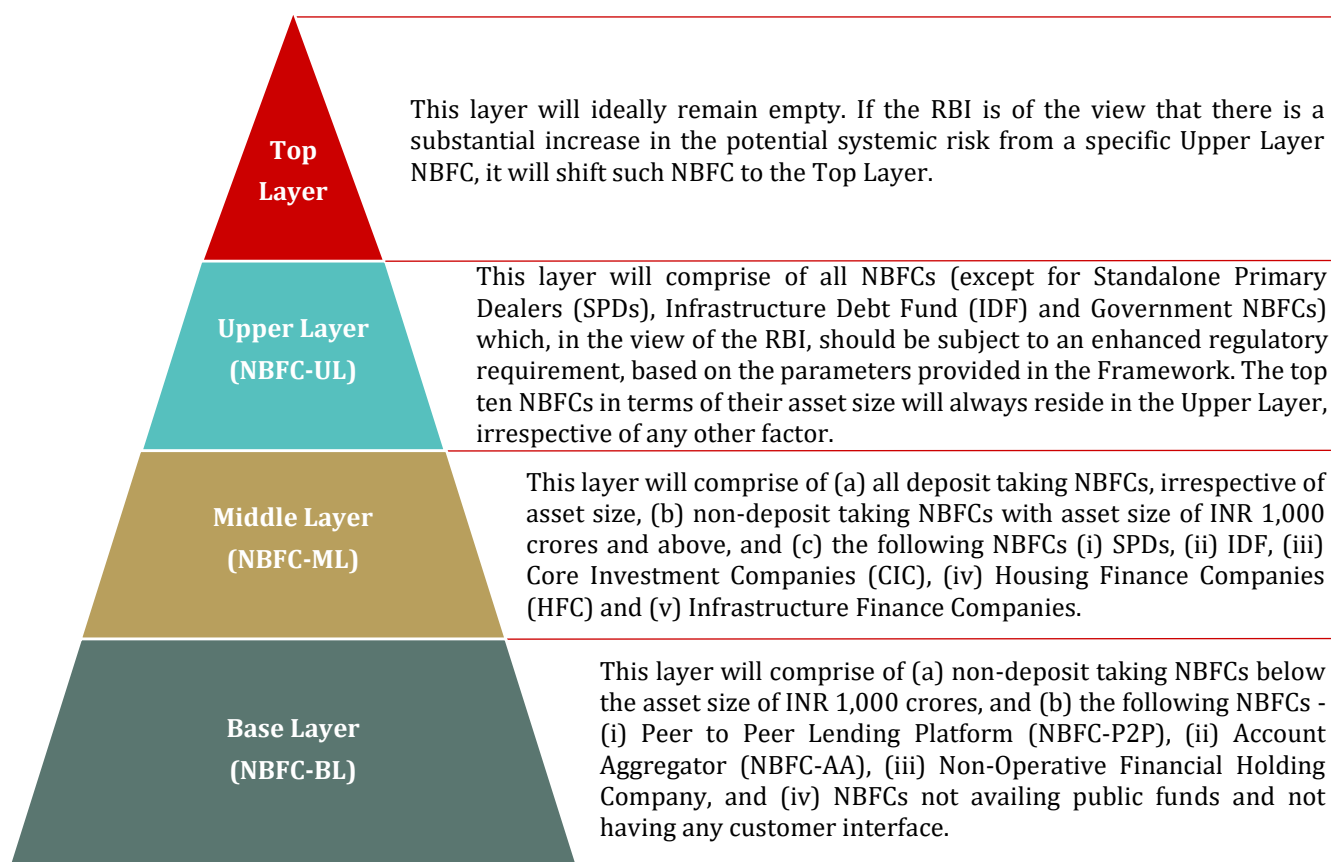 Top
Layer
This layer will ideally remain empty. If the RBI is of the view that there is a
substantial increase in the potential systemic risk from a specific Upper Layer
NBFC, it will shift such NBFC to the Top Layer.
Upper Layer
(NBFC-UL)
This layer will comprise of all NBFCs (except for Standalone Primary
Dealers (SPDs), Infrastructure Debt Fund (IDF) and Government NBFCs)
which, in the view of the RBI, should be subject to an enhanced regulatory
requirement, based on the parameters provided in the Framework. The top
ten NBFCs in terms of their asset size will always reside in the Upper Layer,
irrespective of any other factor.
Middle Layer
(NBFC-ML)
This layer will comprise of (a) all deposit taking NBFCs, irrespective of
asset size, (b) non-deposit taking NBFCs with asset size of INR 1,000
crores and above, and (c) the following NBFCs (i) SPDs, (ii) IDF, (iii)
Core Investment Companies (CIC), (iv) Housing Finance Companies
(HFC) and (v) Infrastructure Finance Companies.
Base Layer
(NBFC-BL)
This layer will comprise of (a) non-deposit taking NBFCs below
the asset size of INR 1,000 crores, and (b) the following NBFCs -
(i) Peer to Peer Lending Platform (NBFC-P2P), (ii) Account
Aggregator (NBFC-AA), (iii) Non-Operative Financial Holding
Company, and (iv) NBFCs not availing public funds and not
having any customer interface.